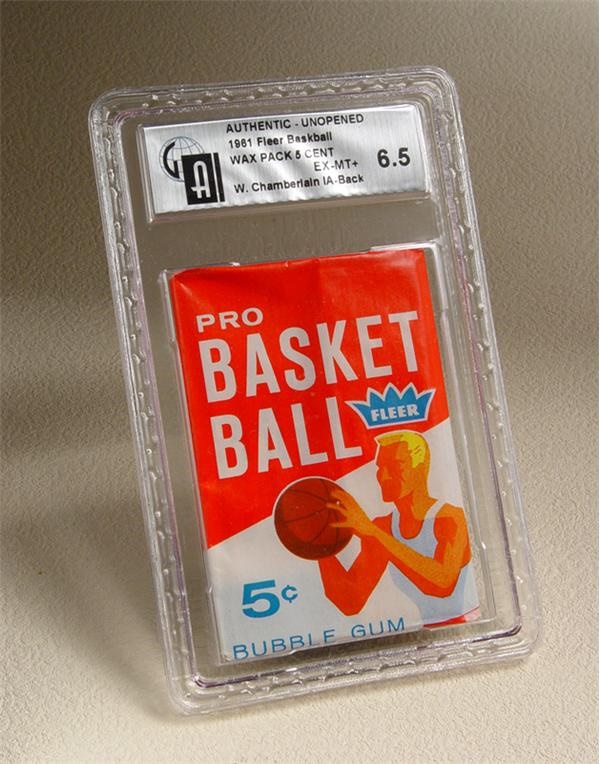 AUTHENTIC - UNOPENED
1961 Fleer Baskball
WAX PACK 5 CENT
EX-MT+
6.5
W. Chamberlain IA-Back
GA
PRO
BASKET
BALL
FLEER
5¢
BUBBLE GUM